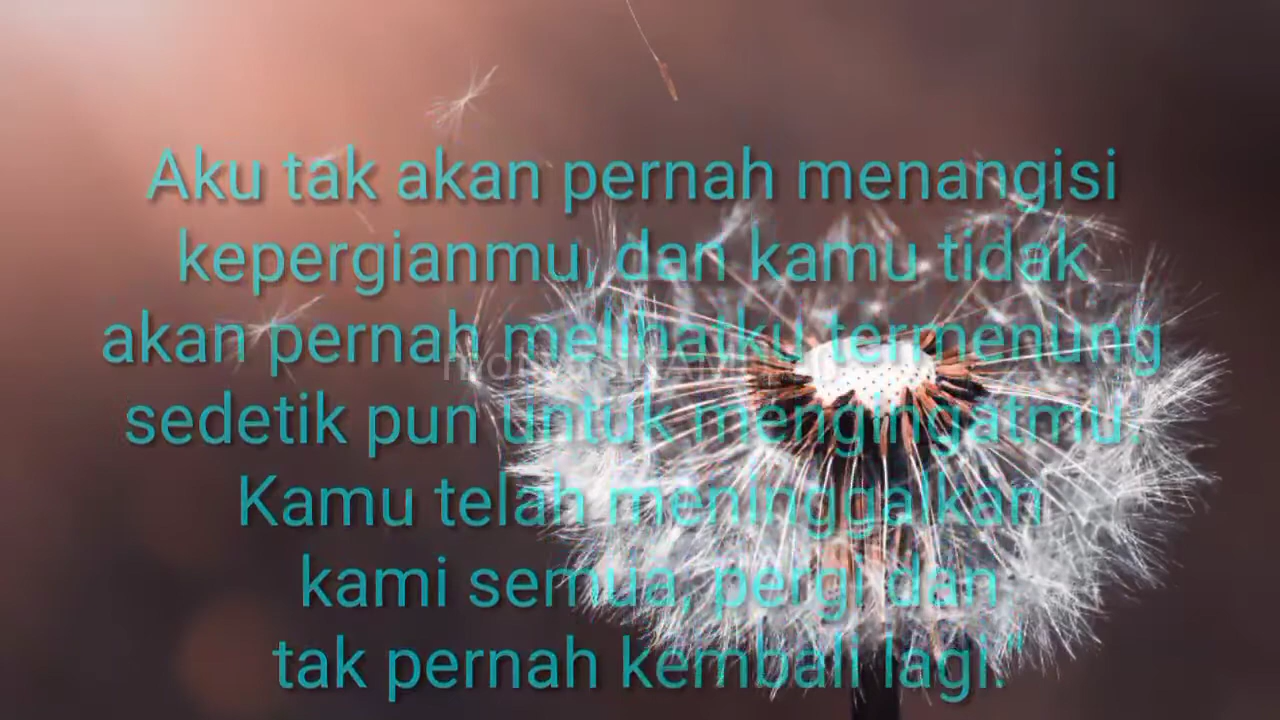 Aku tak akan pernah menangisi
kepergianmu, dan kamu tidak
akan pernah melihatku termenung
sedetik pun untuk mengingatmu.
Kamu telah meninggalkan
kami semua, pergi dan
tak pernah kembali lagi."